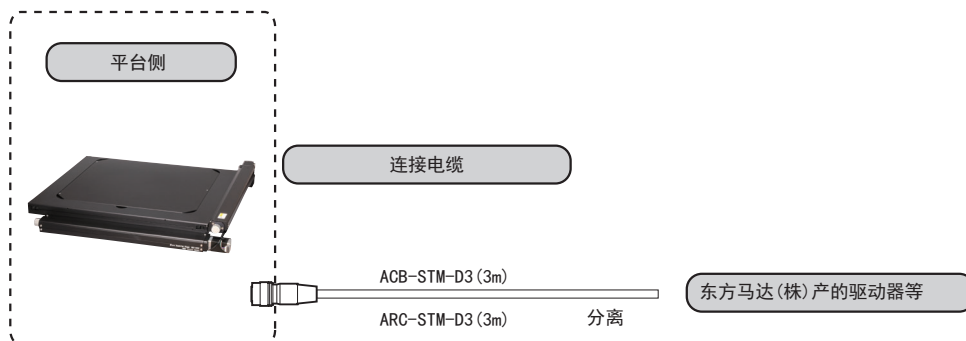 平台侧
连接电缆
ACB-STM-D3(3m)
ARC-STM-D3(3m)
分离
东方马达(株)产的驱动器等